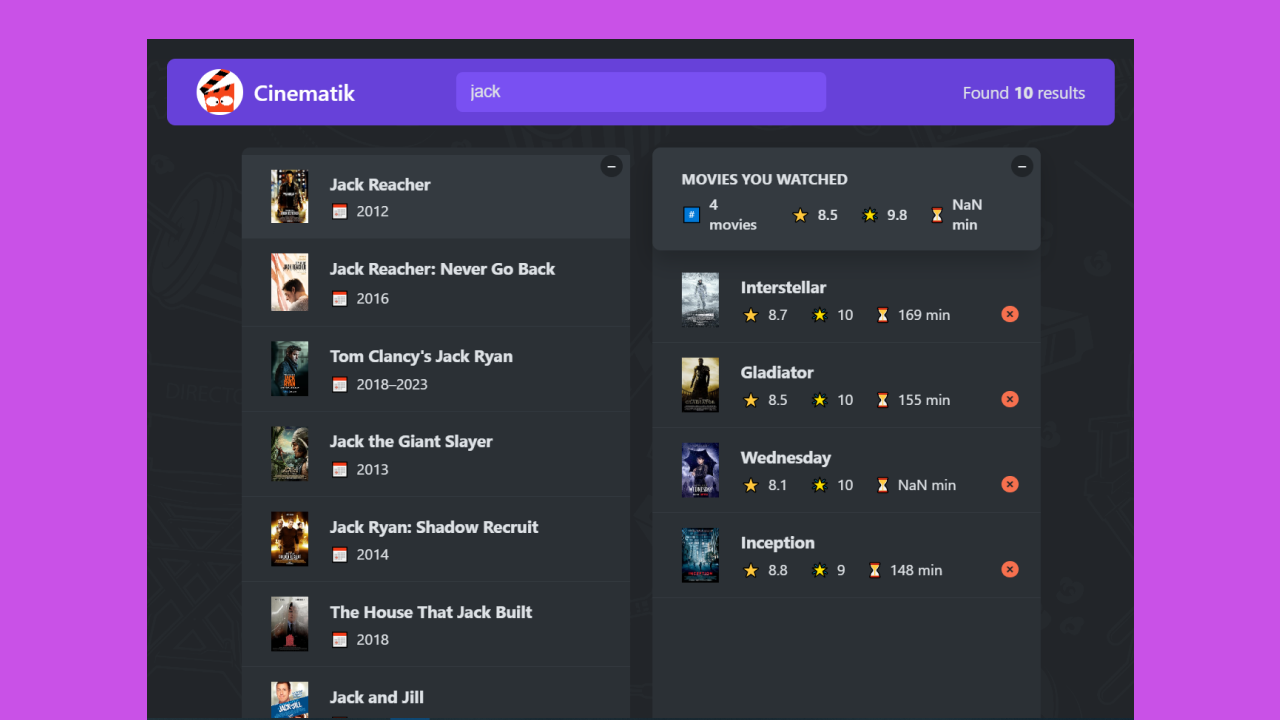 Cinematik
jack
Found 10 results
Jack Reacher
2012
Jack Reacher: Never Go Back
2016
Tom Clancy's Jack Ryan
2018–2023
Jack the Giant Slayer
2013
Jack Ryan: Shadow Recruit
2014
The House That Jack Built
2018
Jack and Jill
MOVIES YOU WATCHED
# 4 movies 8.5 9.8 NaN min
Interstellar
8.7 10 169 min
Gladiator
8.5 10 155 min
Wednesday
8.1 10 NaN min
Inception
8.8 9 148 min